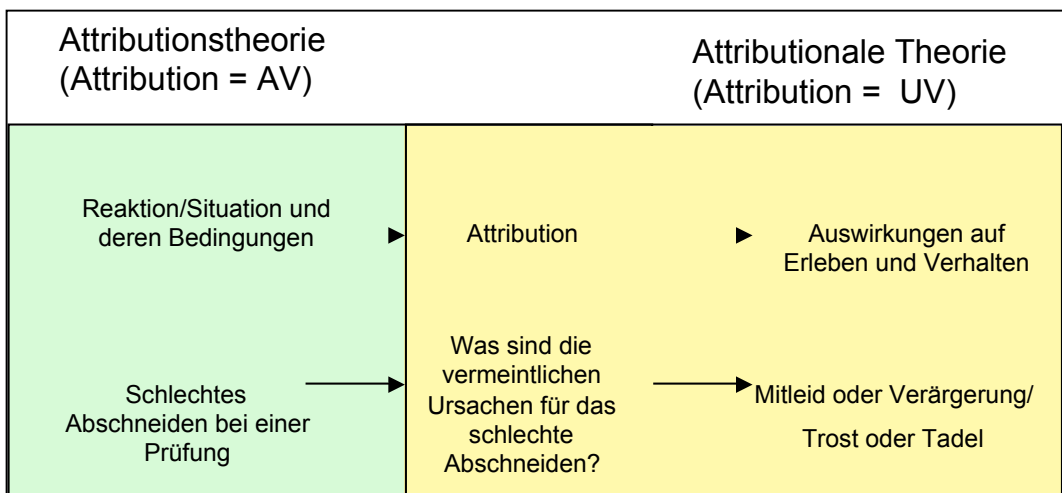 Attributionstheorie
(Attribution = AV)
Attributionale Theorie
(Attribution = UV)
Reaktion/Situation und
deren Bedingungen
Attribution
Auswirkungen auf
Erleben und Verhalten
Schlechtes
Abschneiden bei einer
Prüfung
Was sind die
vermeintlichen
Ursachen für das
schlechte
Abschneiden?
Mitleid oder Verärgerung/
Trost oder Tadel